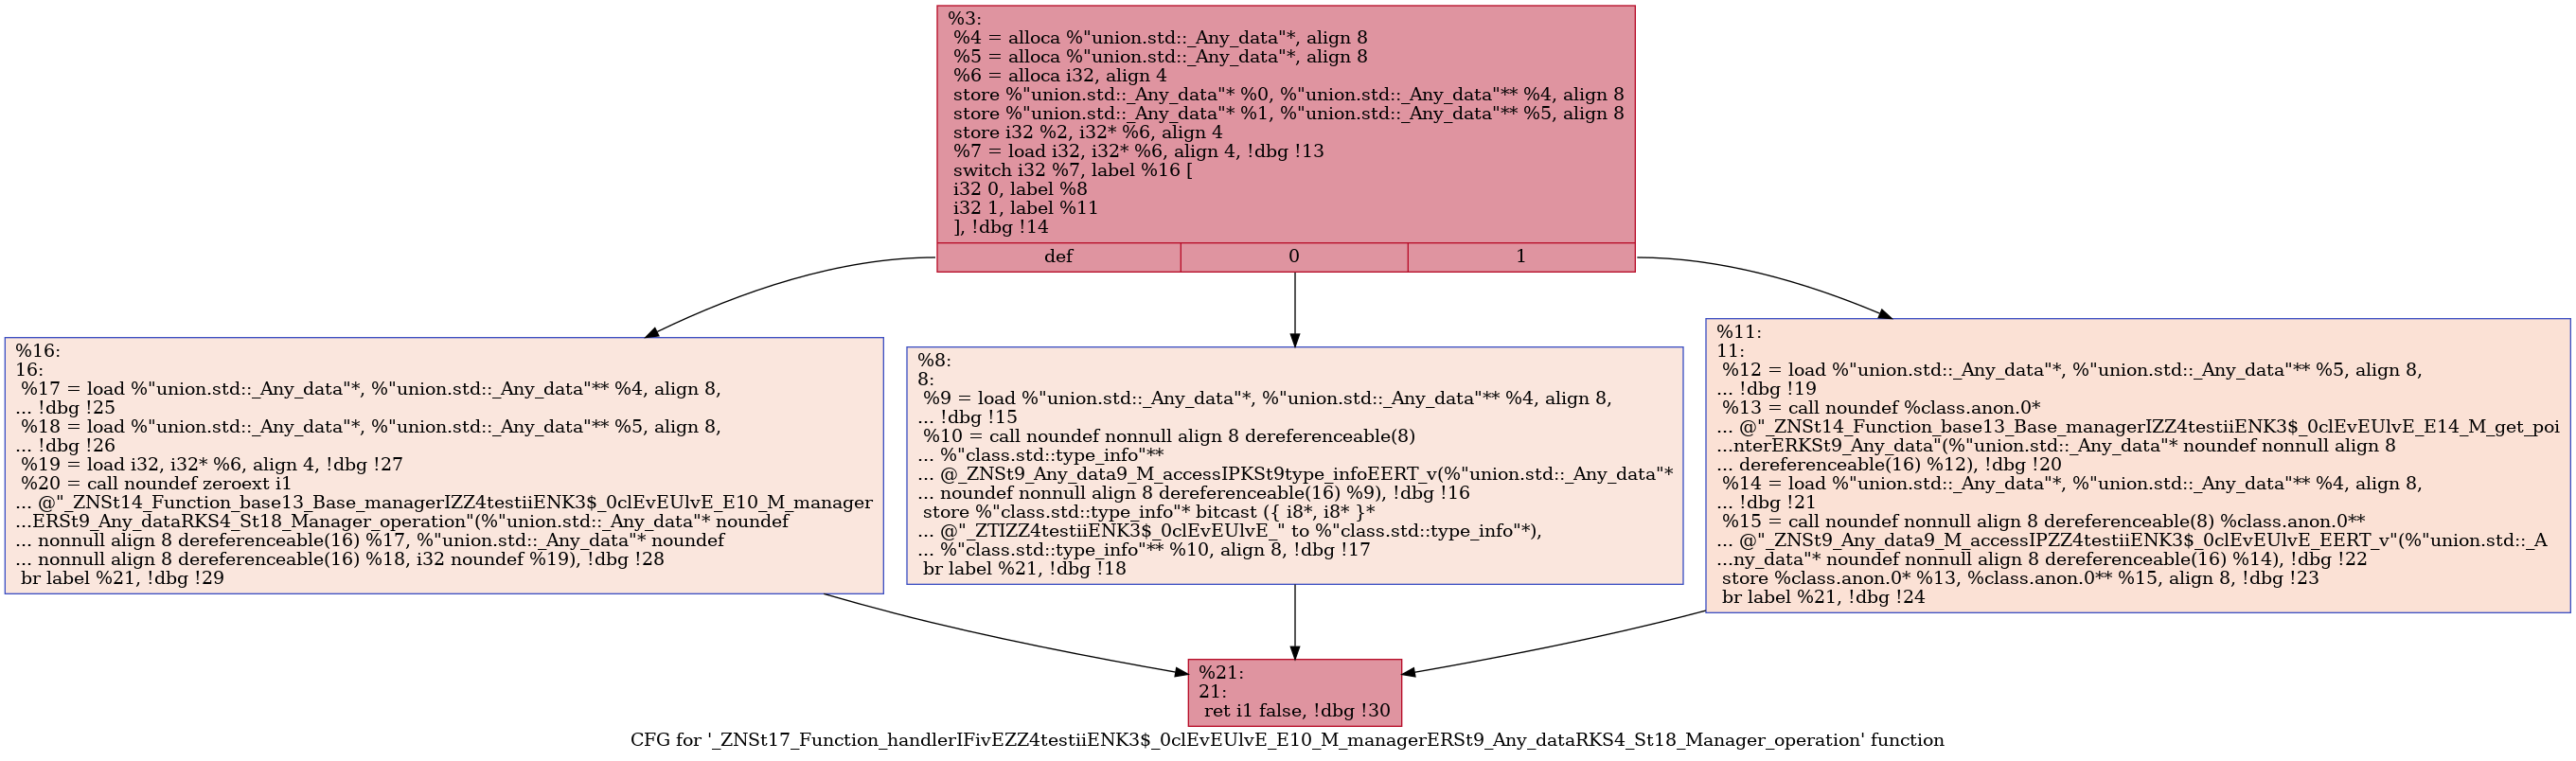 %3:
%4 = alloca %"union.std::_Any_data"*, align 8
%5 = alloca %"union.std::_Any_data"*, align 8
%6 = alloca i32, align 4
store %"union.std::_Any_data"* %0, %"union.std::_Any_data"** %4, align 8
store %"union.std::_Any_data"* %1, %"union.std::_Any_data"** %5, align 8
store i32 %2, i32* %6, align 4
%7 = load i32, i32* %6, align 4, !dbg !13
switch i32 %7, label %16 [
i32 0, label %8
i32 1, label %11
], !dbg !14
def 0 1
%16:
16:
%17 = load %"union.std::_Any_data"*, %"union.std::_Any_data"** %4, align 8,
... !dbg !25
%18 = load %"union.std::_Any_data"*, %"union.std::_Any_data"** %5, align 8,
... !dbg !26
%19 = load i32, i32* %6, align 4, !dbg !27
%20 = call noundef zeroext i1
... @"_ZNSt14_Function_base13_Base_managerIZZ4testiiENK3$_0clEvEUlvE_E10_M_manager
...ERSt9_Any_dataRKS4_St18_Manager_operation"(%"union.std::_Any_data"* noundef
... nonnull align 8 dereferenceable(16) %17, %"union.std::_Any_data"* noundef
... nonnull align 8 dereferenceable(16) %18, i32 noundef %19), !dbg !28
br label %21, !dbg !29
%8:
8:
%9 = load %"union.std::_Any_data"*, %"union.std::_Any_data"** %4, align 8,
... !dbg !15
%10 = call noundef nonnull align 8 dereferenceable(8)
... %"class.std::type_info"**
... @_ZNSt9_Any_data9_M_accessIPKSt9type_infoEERT_v(%"union.std::_Any_data"*
... noundef nonnull align 8 dereferenceable(16) %9), !dbg !16
store %"class.std::type_info"* bitcast ({ i8*, i8* }*
... @"_ZTIZZ4testiiENK3$_0clEvEUlvE_" to %"class.std::type_info"*),
... %"class.std::type_info"** %10, align 8, !dbg !17
br label %21, !dbg !18
%11:
11:
%12 = load %"union.std::_Any_data"*, %"union.std::_Any_data"** %5, align 8,
... !dbg !19
%13 = call noundef %class.anon.0*
... @"_ZNSt14_Function_base13_Base_managerIZZ4testiiENK3$_0clEvEUlvE_E14_M_get_poi
...nterERKSt9_Any_data"(%"union.std::_Any_data"* noundef nonnull align 8
... dereferenceable(16) %12), !dbg !20
%14 = load %"union.std::_Any_data"*, %"union.std::_Any_data"** %4, align 8,
... !dbg !21
%15 = call noundef nonnull align 8 dereferenceable(8) %class.anon.0**
... @"_ZNSt9_Any_data9_M_accessIPZZ4testiiENK3$_0clEvEUlvE_EERT_v"(%"union.std::_A
...ny_data"* noundef nonnull align 8 dereferenceable(16) %14), !dbg !22
store %class.anon.0* %13, %class.anon.0** %15, align 8, !dbg !23
br label %21, !dbg !24
%21:
21:
ret i1 false, !dbg !30
CFG for '_ZNSt17_Function_handlerIFivEZZ4testiiENK3$_0clEvEUlvE_E10_M_managerERSt9_Any_dataRKS4_St18_Manager_operation' function